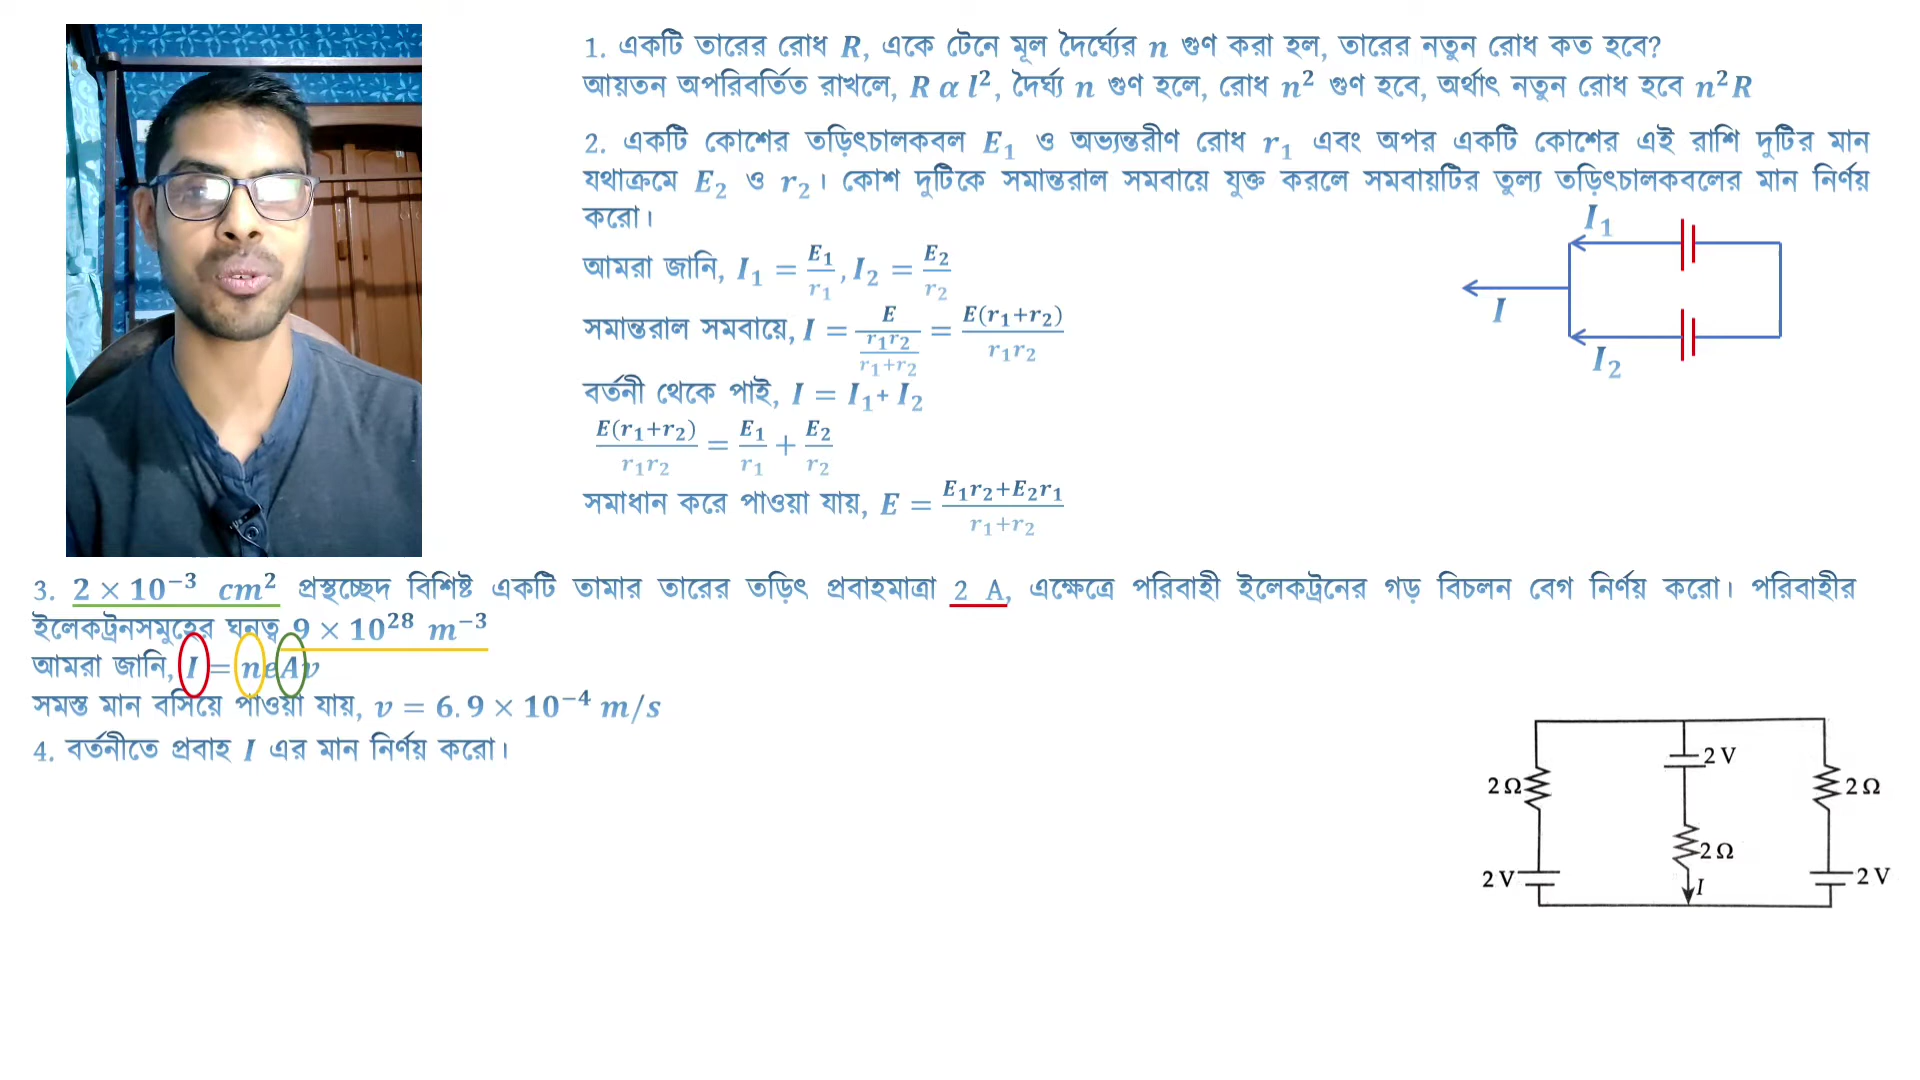 1. একটি তারের রোধ R, একে টেনে মূল দৈর্ঘ্যের n গুণ করা হল, তারের নতুন রোধ কত হবে?
আয়তন অপরিবর্তিত রাখলে, R α l², দৈর্ঘ্য n গুণ হলে, রোধ n² গুণ হবে, অর্থাৎ নতুন রোধ হবে n²R
2. একটি কোশের তড়িৎচালকবল E₁ ও অভ্যন্তরীণ রোধ r₁ এবং অপর একটি কোশের এই রাশি দুটির মান
যথাক্রমে E₂ ও r₂। কোশ দুটিকে সমান্তরাল সমবায়ে যুক্ত করলে সমবায়টির তুল্য তড়িৎচালকবলের মান নির্ণয়
করো।
আমরা জানি, I₁ = E₁/r₁, I₂ = E₂/r₂
সমান্তরাল সমবায়ে, I = E/(r₁r₂/(r₁+r₂)) = E(r₁+r₂)/r₁r₂
বর্তনী থেকে পাই, I = I₁+ I₂
E(r₁+r₂)/r₁r₂ = E₁/r₁ + E₂/r₂
সমাধান করে পাওয়া যায়, E = (E₁r₂+E₂r₁)/(r₁+r₂)
I₁
I
I₂
3. 2 × 10⁻³ cm² প্রস্থচ্ছেদ বিশিষ্ট একটি তামার তারের তড়িৎ প্রবাহমাত্রা 2 A, এক্ষেত্রে পরিবাহী ইলেকট্রনের গড় বিচলন বেগ নির্ণয় করো। পরিবাহীর
ইলেকট্রনসমুহের ঘনত্ব 9 × 10²⁸ m⁻³
আমরা জানি, I = neAv
সমস্ত মান বসিয়ে পাওয়া যায়, v = 6.9 × 10⁻⁴ m/s
4. বর্তনীতে প্রবাহ I এর মান নির্ণয় করো।
2 V
2 Ω
2 Ω
2 Ω
2 V
I
2 V